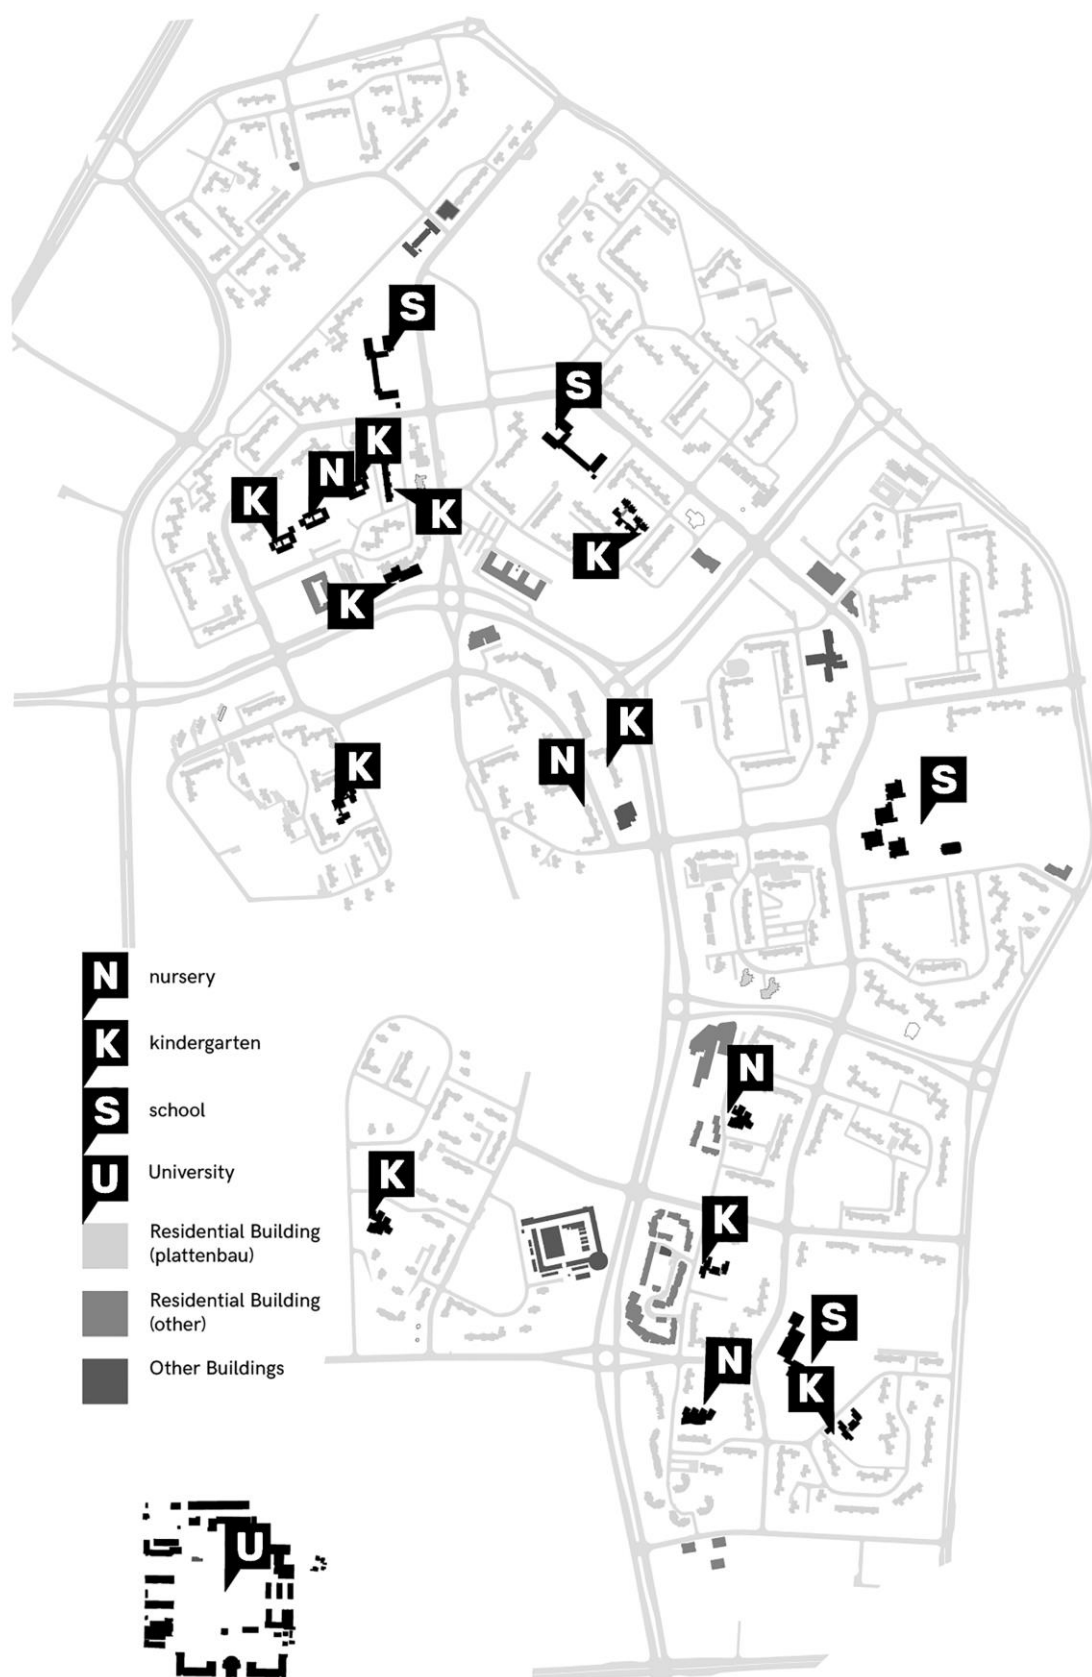 S
S
K
N
K
K
K
K
K
N
K
S
N
nursery
K
kindergarten
S
school
U
University
Residential Building
(plattenbau)
Residential Building
(other)
Other Buildings
N
K
K
S
N
K
U